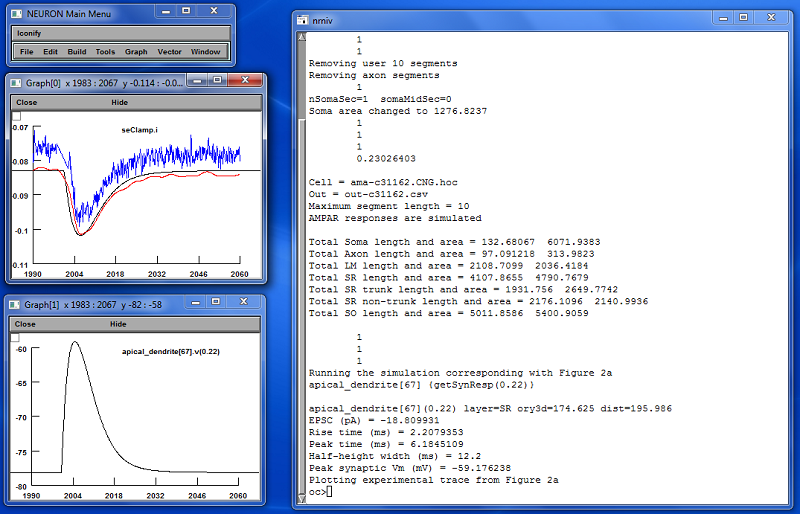 NEURON Main Menu
Iconify
File Edit Build Tools Graph Vector Window
Graph[0] x 1983 : 2067 y -0.114 : -0.0...
Close Hide
seClamp.i
-0.07
-0.08
-0.09
-0.1
-0.11
1990 2004 2018 2032 2046 2060
Graph[1] x 1983 : 2067 y -82 : -58
Close Hide
apical_dendrite[67].v(0.22)
-60
-65
-70
-75
-80
1990 2004 2018 2032 2046 2060
nrniv
1
1
Removing user 10 segments
Removing axon segments
1
nSomaSec=1 somaMidSec=0
Soma area changed to 1276.8237
1
1
1
0.23026403
Cell = ama-c31162.CNG.hoc
Out = out-c31162.csv
Maximum segment length = 10
AMPAR responses are simulated
Total Soma length and area = 132.68067 6071.9383
Total Axon length and area = 97.091218 313.9823
Total LM length and area = 2108.7099 2036.4184
Total SR length and area = 4107.8655 4790.7679
Total SR trunk length and area = 1931.756 2649.7742
Total SR non-trunk length and area = 2176.1096 2140.9936
Total SO length and area = 5011.8586 5400.9059
1
1
1
Running the simulation corresponding with Figure 2a
apical_dendrite[67] {getSynResp(0.22)}
apical_dendrite[67](0.22) layer=SR ory3d=174.625 dist=195.986
EPSC (pA) = -18.809931
Rise time (ms) = 2.2079353
Peak time (ms) = 6.1845109
Half-height width (ms) = 12.2
Peak synaptic Vm (mV) = -59.176238
Plotting experimental trace from Figure 2a
oc>